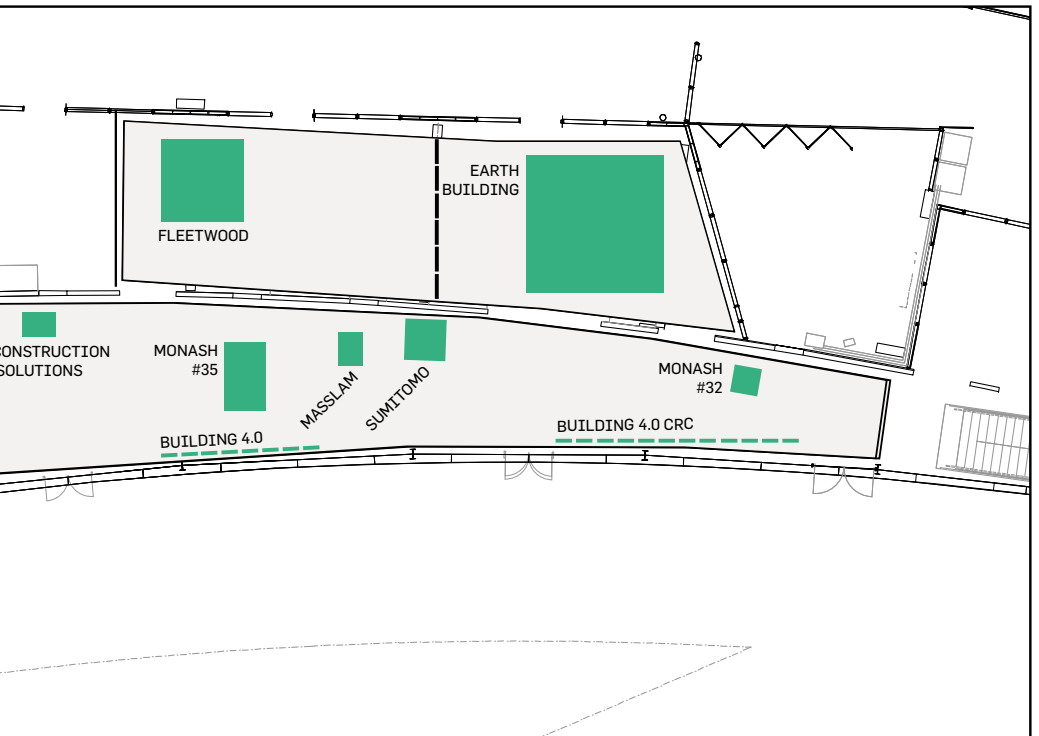 EARTH
BUILDING
FLEETWOOD
CONSTRUCTION
SOLUTIONS
MONASH
#35
MASSLAM
SUMITOMO
MONASH
#32
BUILDING 4.0
BUILDING 4.0 CRC